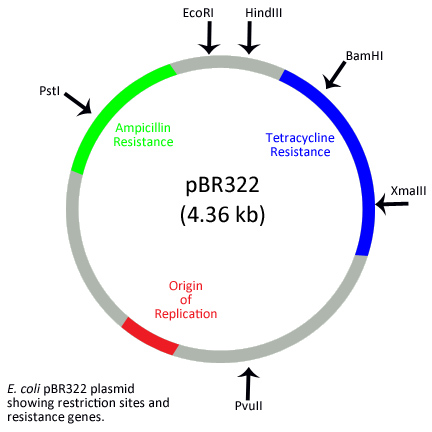 EcoRI
HindIII
BamHI
PstI
Ampicillin
Resistance
Tetracycline
Resistance
pBR322
(4.36 kb)
XmaIII
Origin
of
Replication
PvuII
E. coli pBR322 plasmid
showing restriction sites and
resistance genes.